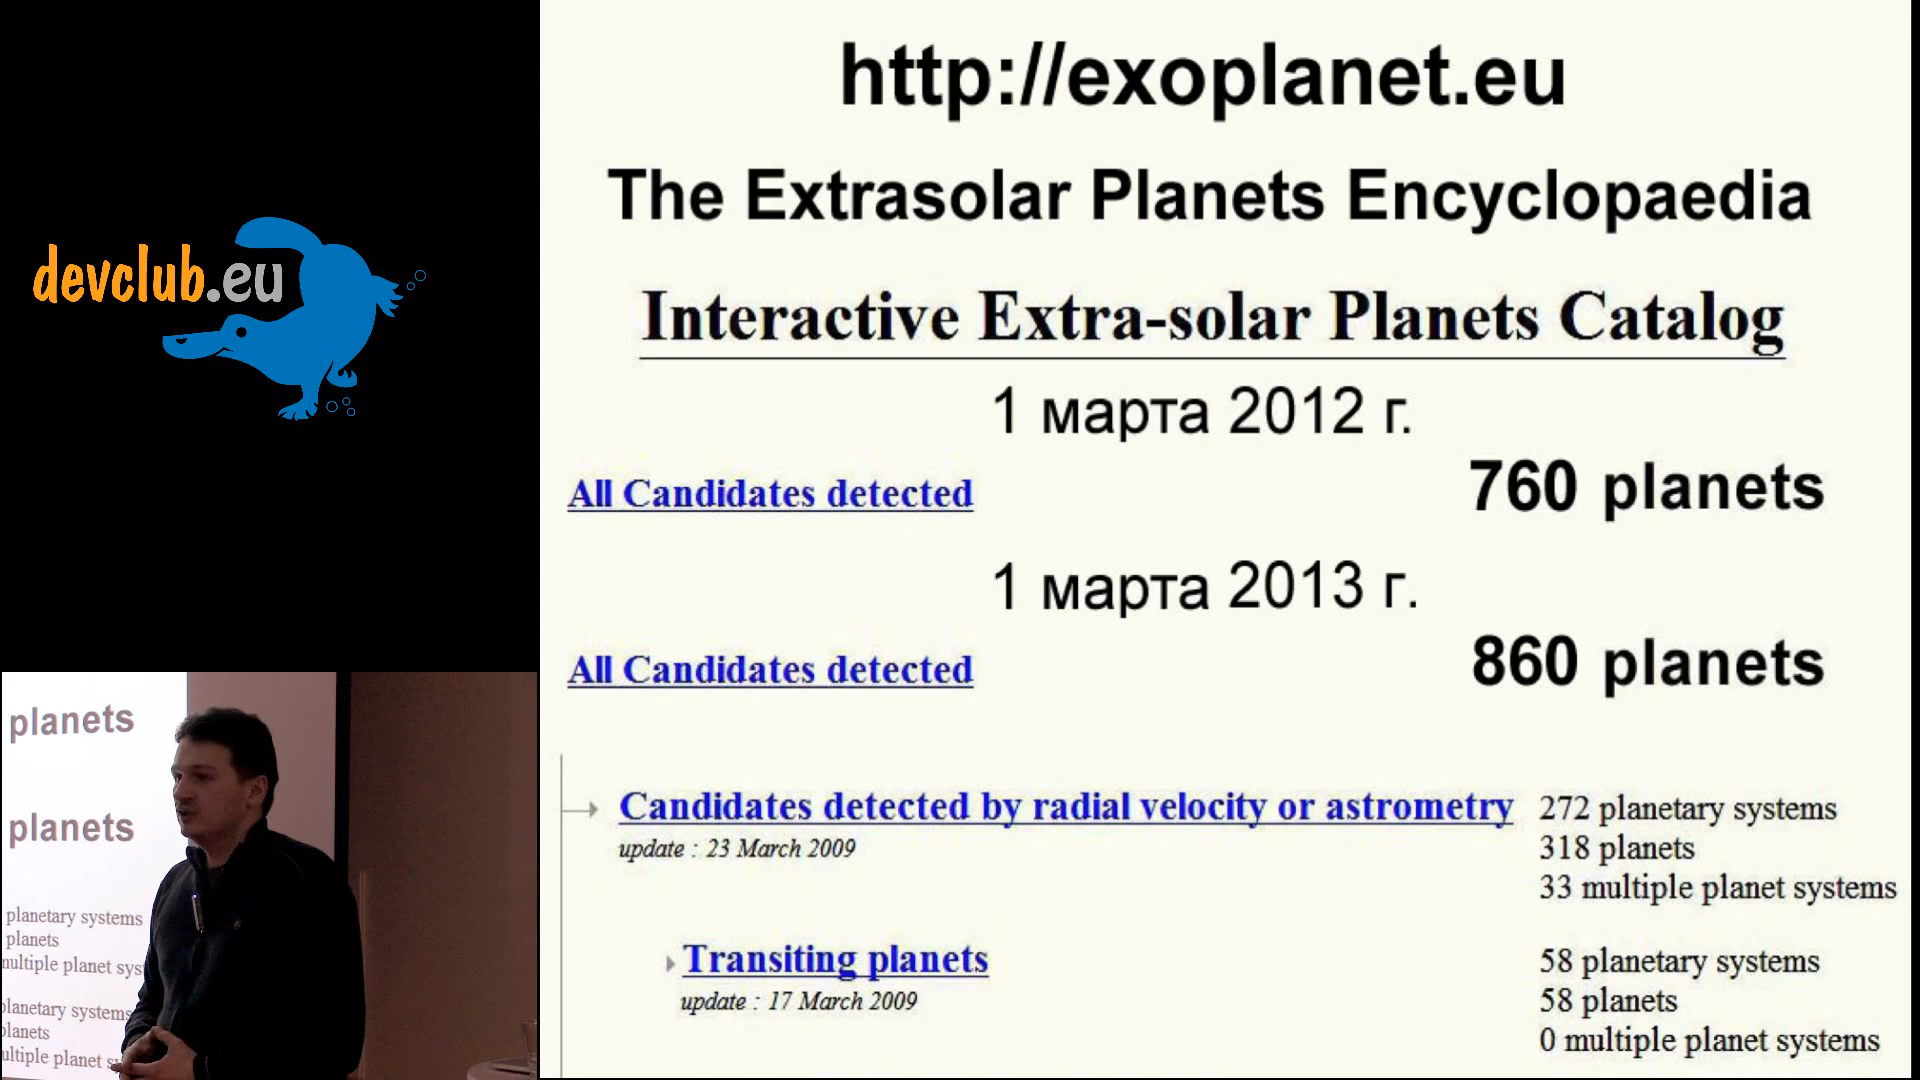 devclub.eu
http://exoplanet.eu
The Extrasolar Planets Encyclopaedia
Interactive Extra-solar Planets Catalog
1 марта 2012 г.
All Candidates detected
760 planets
1 марта 2013 г.
All Candidates detected
860 planets
Candidates detected by radial velocity or astrometry
update : 23 March 2009
272 planetary systems
318 planets
33 multiple planet systems
Transiting planets
update : 17 March 2009
58 planetary systems
58 planets
0 multiple planet systems
planets
planets
planetary systems
planets
multiple planet
planetary systems
planets
planet